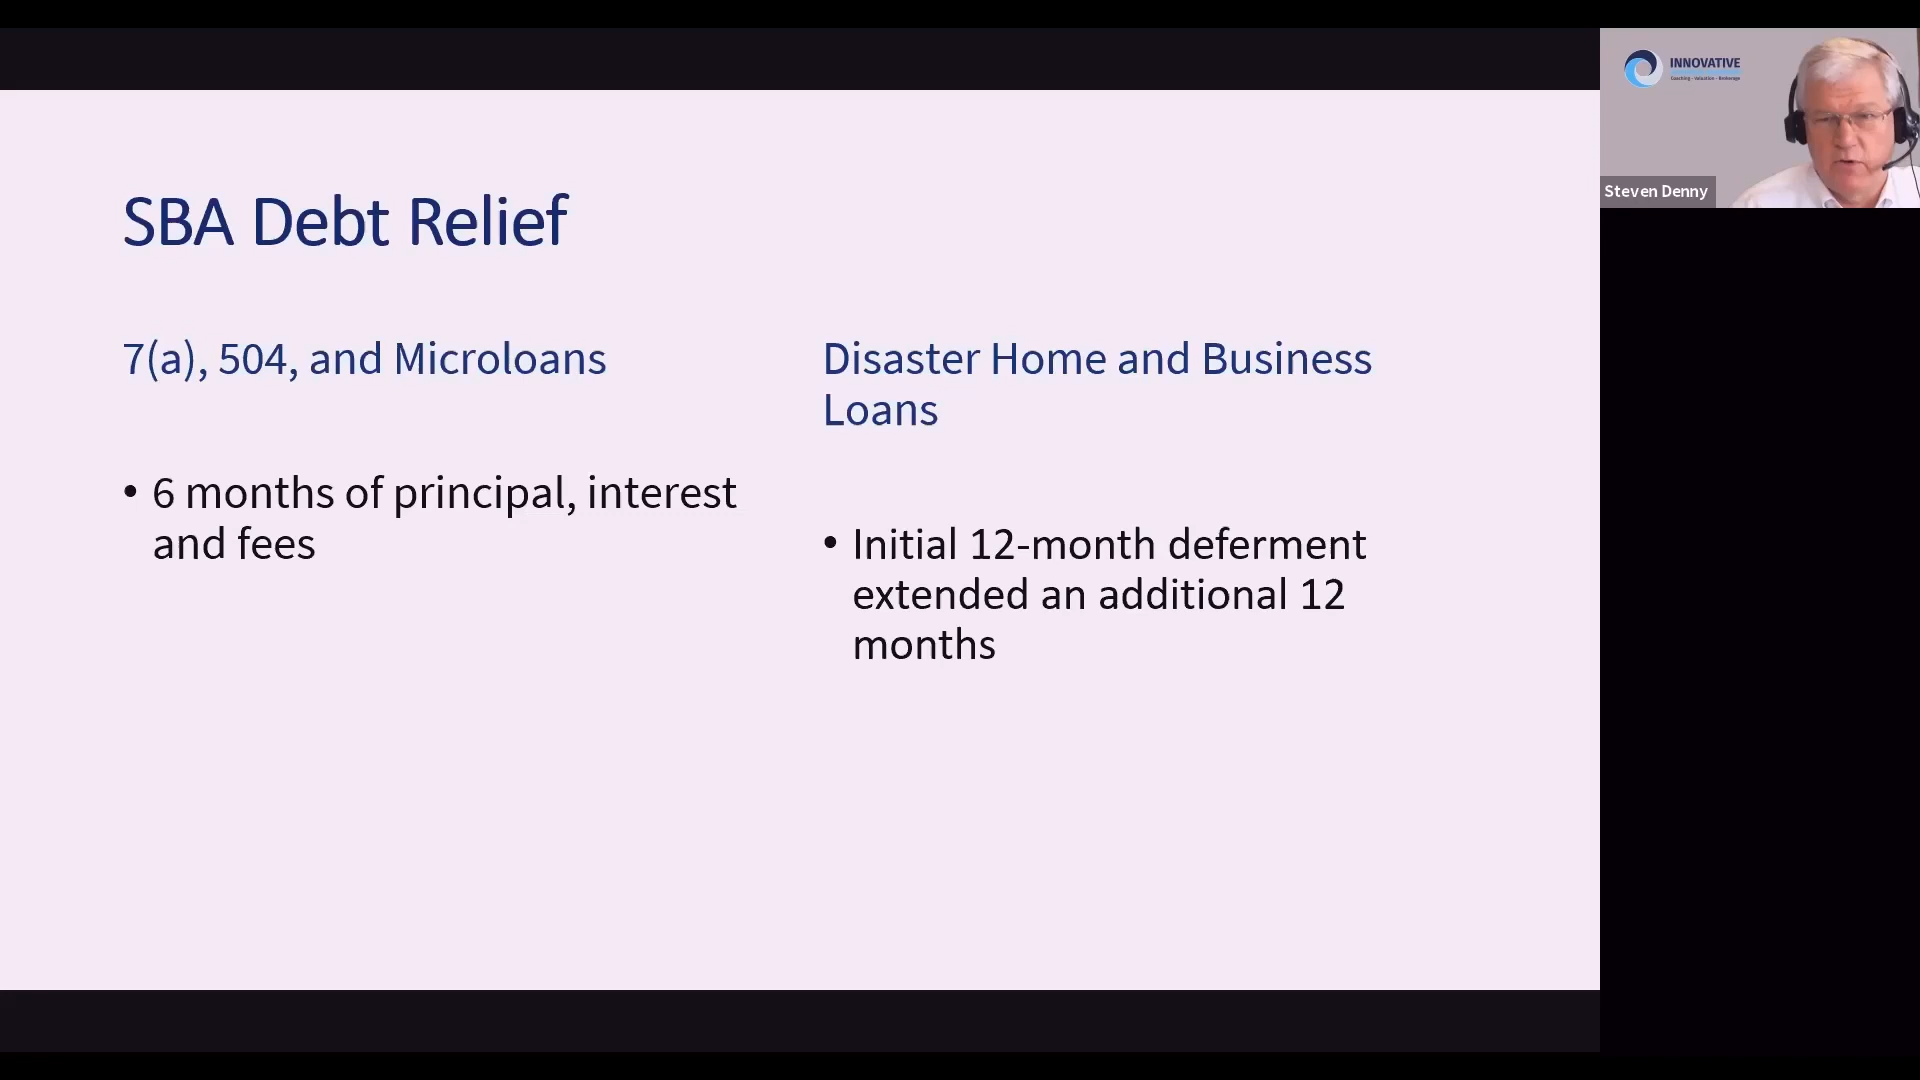 SBA Debt Relief
7(a), 504, and Microloans
• 6 months of principal, interest
and fees
Disaster Home and Business
Loans
• Initial 12-month deferment
extended an additional 12
months
INNOVATIVE
Coaching - Valuation - Brokerage
Steven Denny